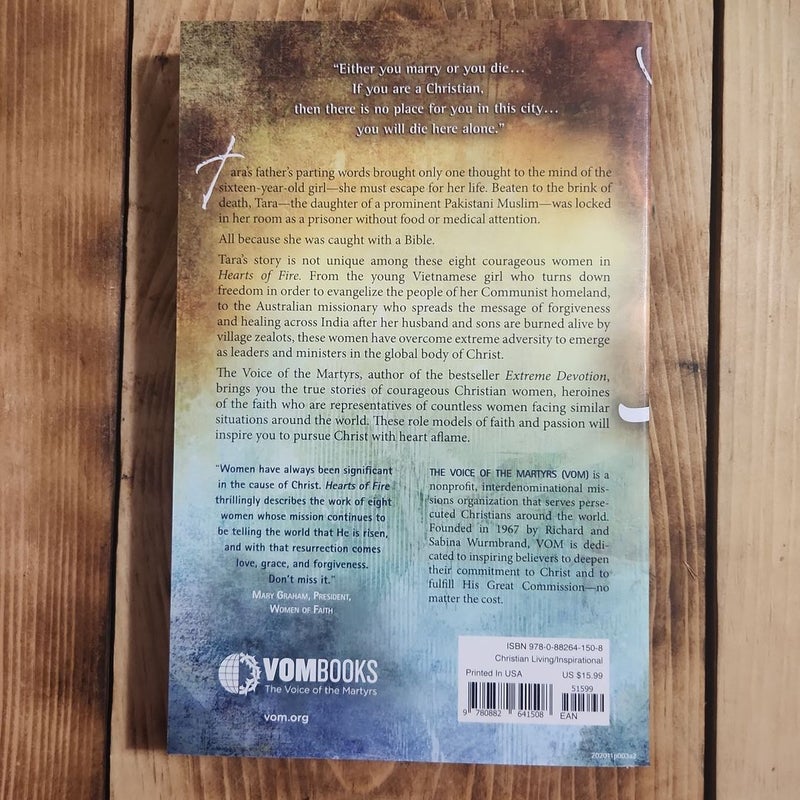 “Either you marry or you die…
If you are a Christian,
then there is no place for you in this city…
you will die here alone.”
Tara’s father’s parting words brought only one thought to the mind of the
sixteen-year-old girl—she must escape for her life. Beaten to the brink of
death, Tara—the daughter of a prominent Pakistani Muslim—was locked
in her room as a prisoner without food or medical attention.
All because she was caught with a Bible.
Tara’s story is not unique among these eight courageous women in
Hearts of Fire. From the young Vietnamese girl who turns down
freedom in order to evangelize the people of her Communist homeland,
to the Australian missionary who spreads the message of forgiveness
and healing across India after her husband and sons are burned alive by
village zealots, these women have overcome extreme adversity to emerge
as leaders and ministers in the global body of Christ.
The Voice of the Martyrs, author of the bestseller Extreme Devotion,
brings you the true stories of courageous Christian women, heroines
of the faith who are representatives of countless women facing similar
situations around the world. These role models of faith and passion will
inspire you to pursue Christ with heart aflame.
“Women have always been significant
in the cause of Christ. Hearts of Fire
thrillingly describes the work of eight
women whose mission continues to
be telling the world that He is risen,
and with that resurrection comes
love, grace, and forgiveness.
Don’t miss it.”
Mary Graham, President,
Women of Faith
THE VOICE OF THE MARTYRS (VOM) is a
nonprofit, interdenominational mis-
sions organization that serves perse-
cuted Christians around the world.
Founded in 1967 by Richard and
Sabina Wurmbrand, VOM is dedi-
cated to inspiring believers to deepen
their commitment to Christ and to
fulfill His Great Commission—no
matter the cost.
VOMBOOKS
The Voice of the Martyrs
vom.org
ISBN 978-0-88264-150-8
Christian Living/Inspirational
Printed In USA US $15.99
51599
9 780882 641508 EAN
202011p003a2